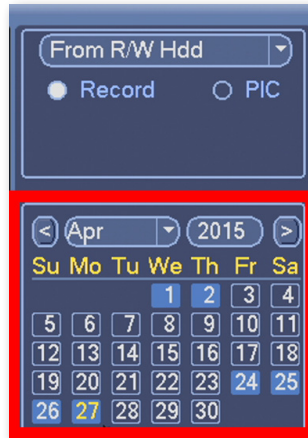 From R/W Hdd
Record PIC
< Apr 2015 >
Su Mo Tu We Th Fr Sa
1 2 3 4
5 6 7 8 9 10 11
12 13 14 15 16 17 18
19 20 21 22 23 24 25
26 27 28 29 30